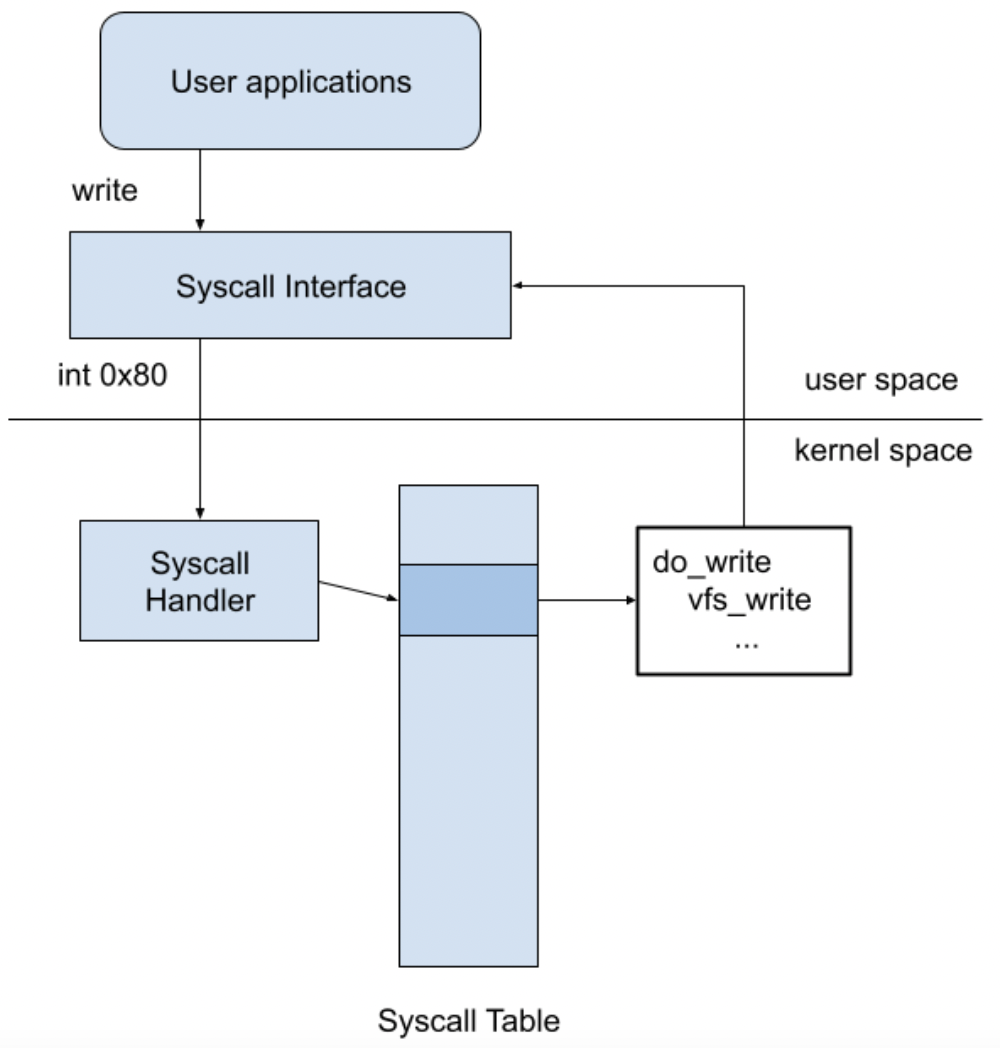 User applications
write
Syscall Interface
int 0x80
user space
kernel space
Syscall
Handler
do_write
vfs_write
...
Syscall Table